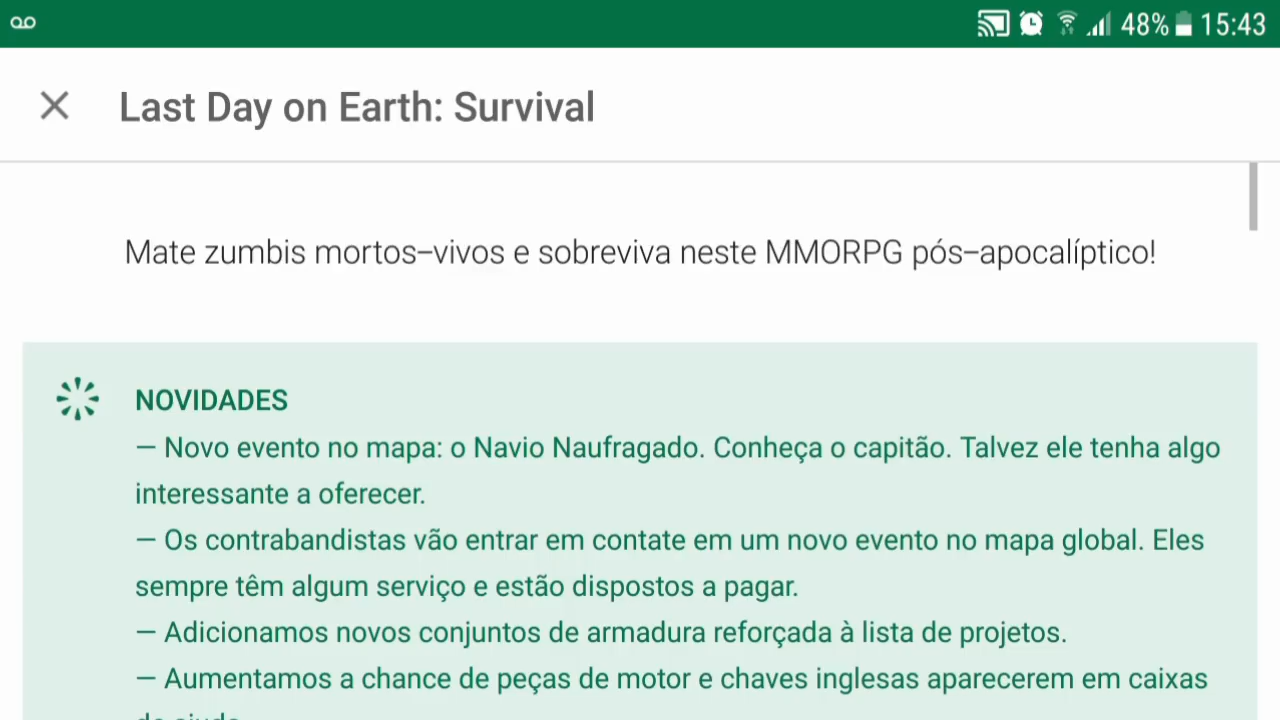 48% 15:43
Last Day on Earth: Survival
Mate zumbis mortos-vivos e sobreviva neste MMORPG pós-apocalíptico!
NOVIDADES
— Novo evento no mapa: o Navio Naufragado. Conheça o capitão. Talvez ele tenha algo
interessante a oferecer.
— Os contrabandistas vão entrar em contate em um novo evento no mapa global. Eles
sempre têm algum serviço e estão dispostos a pagar.
— Adicionamos novos conjuntos de armadura reforçada à lista de projetos.
— Aumentamos a chance de peças de motor e chaves inglesas aparecerem em caixas